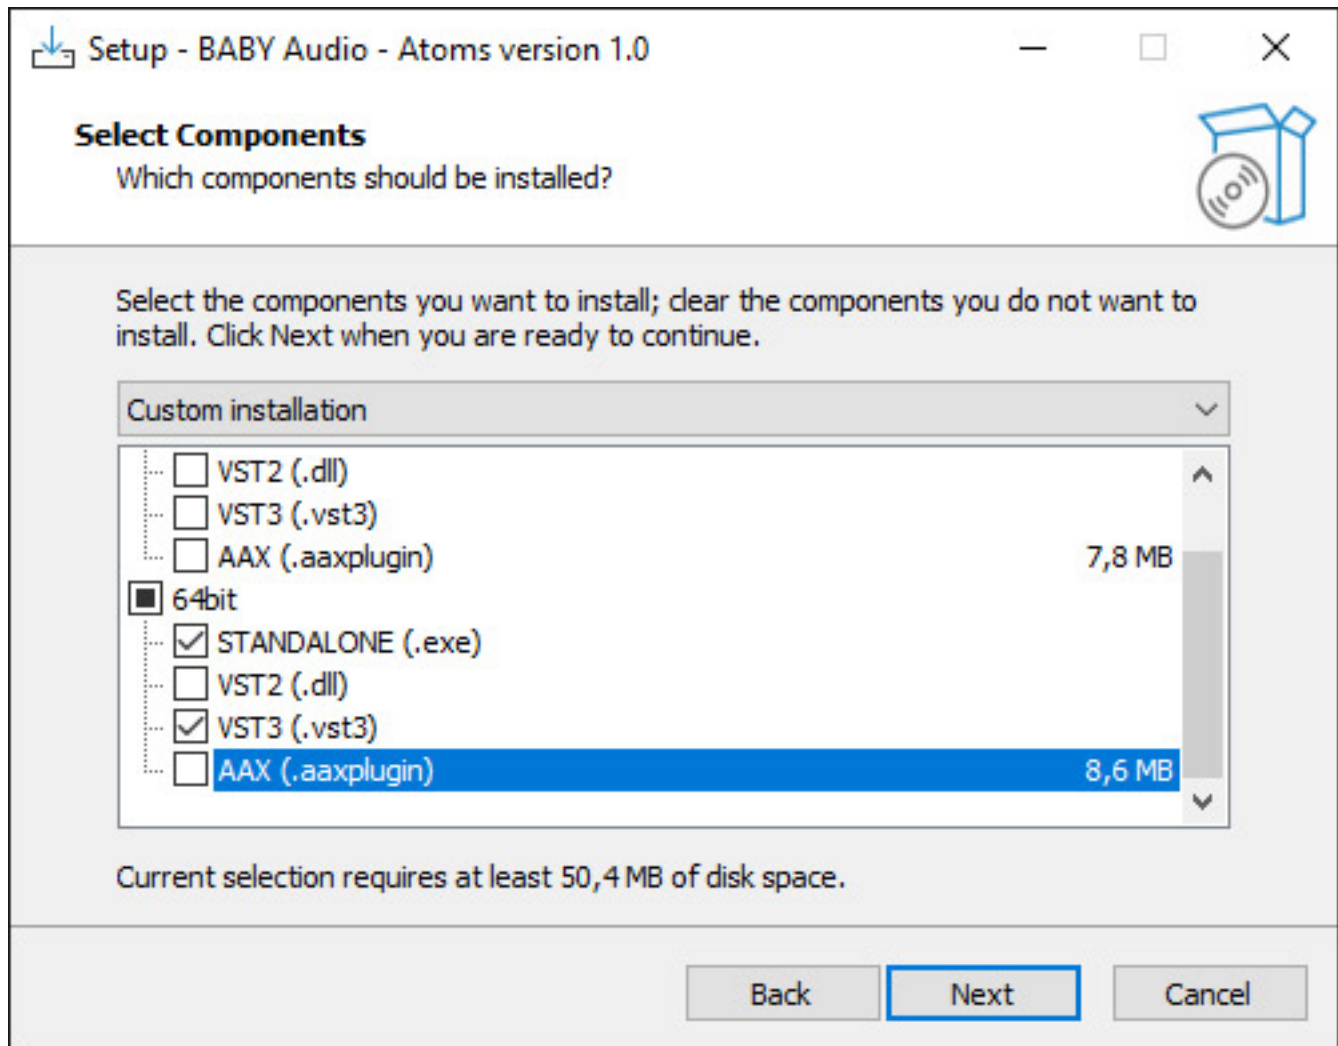 Setup - BABY Audio - Atoms version 1.0
Select Components
Which components should be installed?
Select the components you want to install; clear the components you do not want to
install. Click Next when you are ready to continue.
Custom installation
VST2 (.dll)
VST3 (.vst3)
AAX (.aaxplugin) 7,8 MB
64bit
STANDALONE (.exe)
VST2 (.dll)
VST3 (.vst3)
AAX (.aaxplugin) 8,6 MB
Current selection requires at least 50,4 MB of disk space.
Back Next Cancel